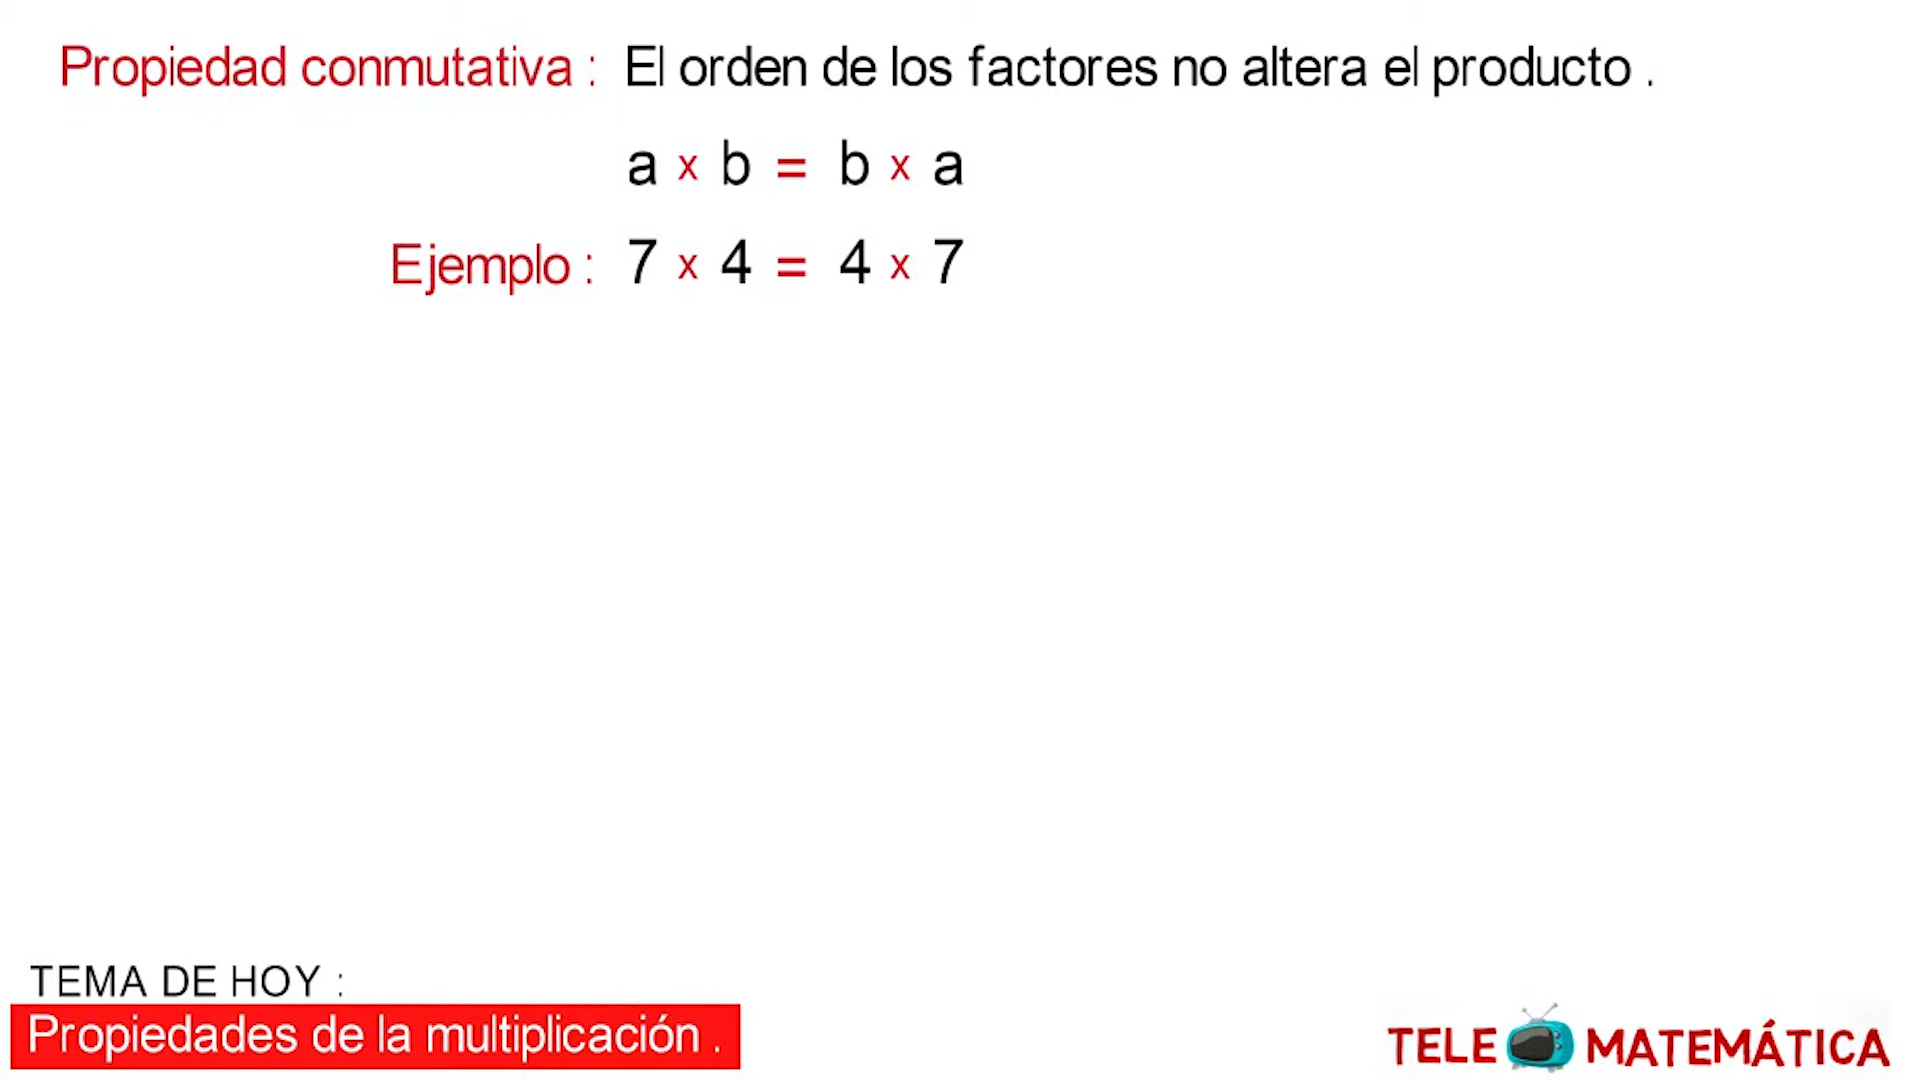 Propiedad conmutativa : El orden de los factores no altera el producto .
a x b = b x a
Ejemplo : 7 x 4 = 4 x 7
TEMA DE HOY :
Propiedades de la multiplicación .
TELE MATEMÁTICA